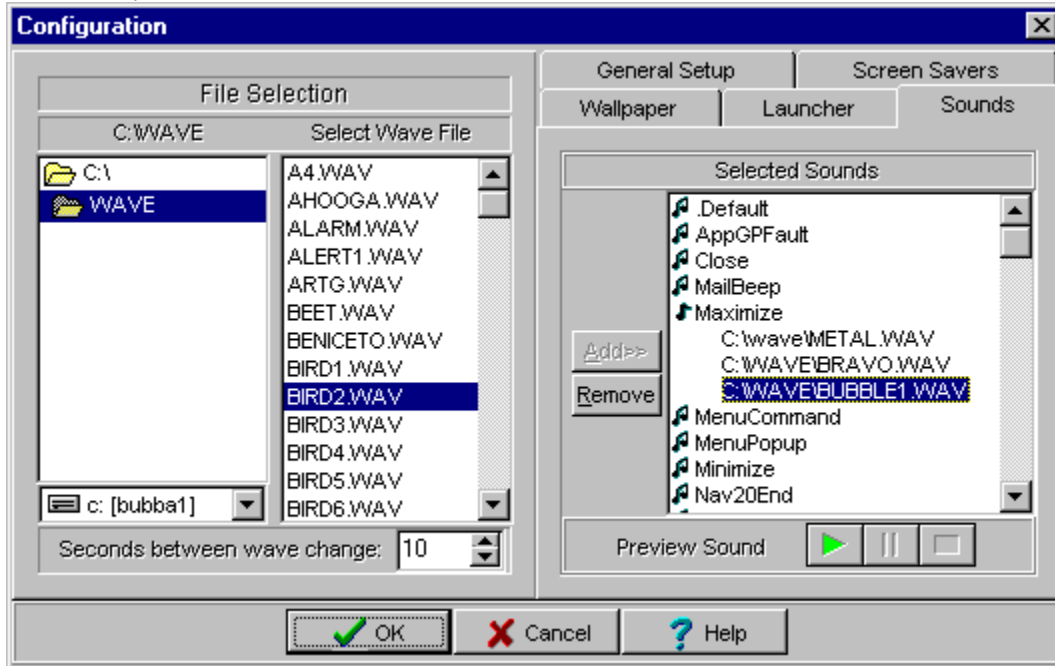 Configuration
File Selection
C:\WAVE
Select Wave File
C:\
WAVE
A4.WAV
AHOOGA.WAV
ALARM.WAV
ALERT1.WAV
ARTG.WAV
BEET.WAV
BENICETO.WAV
BIRD1.WAV
BIRD2.WAV
BIRD3.WAV
BIRD4.WAV
BIRD5.WAV
BIRD6.WAV
c: [bubba1]
Seconds between wave change: 10
General Setup
Screen Savers
Wallpaper
Launcher
Sounds
Selected Sounds
.Default
AppGPFault
Close
MailBeep
Maximize
C:\wave\METAL.WAV
C:\WAVE\BRAVO.WAV
C:\WAVE\BUBBLE1.WAV
MenuCommand
MenuPopup
Minimize
Nav20End
Add>>
Remove
Preview Sound
OK
Cancel
Help